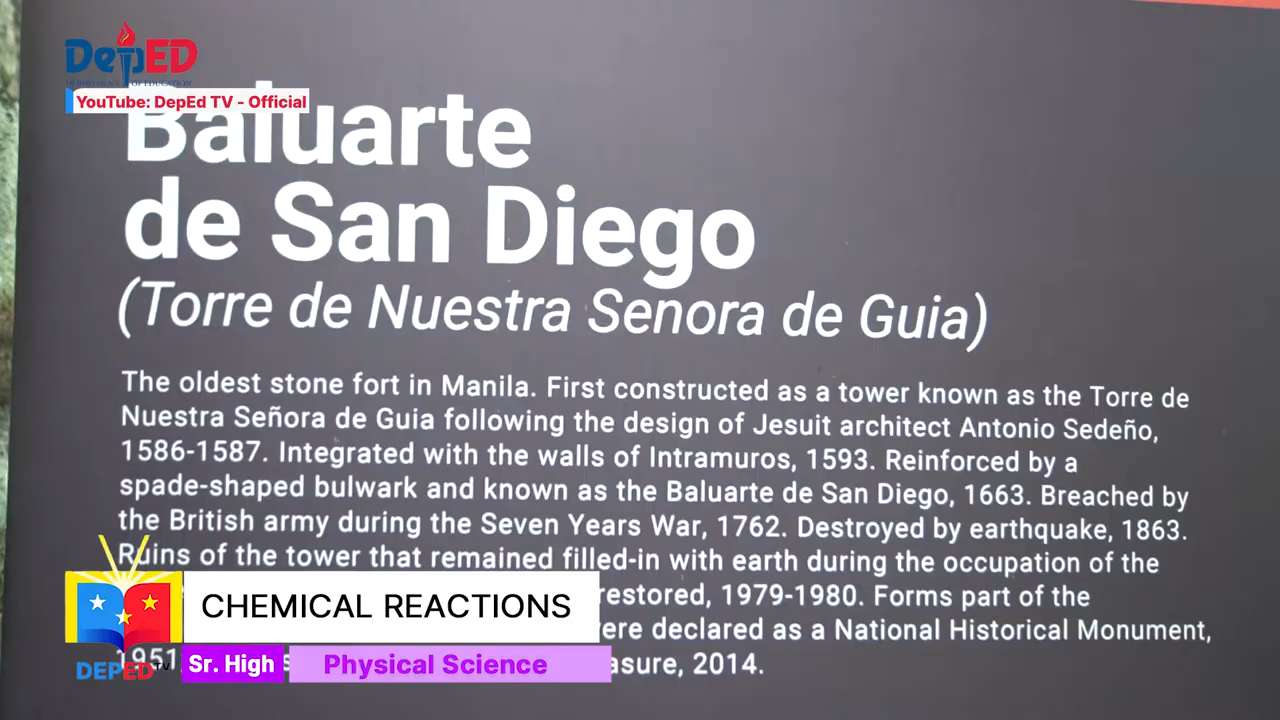 DepED
DEPARTMENT OF EDUCATION
YouTube: DepEd TV - Official
Baluarte
de San Diego
(Torre de Nuestra Senora de Guia)
The oldest stone fort in Manila. First constructed as a tower known as the Torre de
Nuestra Señora de Guia following the design of Jesuit architect Antonio Sedeño,
1586-1587. Integrated with the walls of Intramuros, 1593. Reinforced by a
spade-shaped bulwark and known as the Baluarte de San Diego, 1663. Breached by
the British army during the Seven Years War, 1762. Destroyed by earthquake, 1863.
Ruins of the tower that remained filled-in with earth during the occupation of the
restored, 1979-1980. Forms part of the
CHEMICAL REACTIONS
were declared as a National Historical Monument,
1951
2014.
DEPED TV
Sr. High
Physical Science